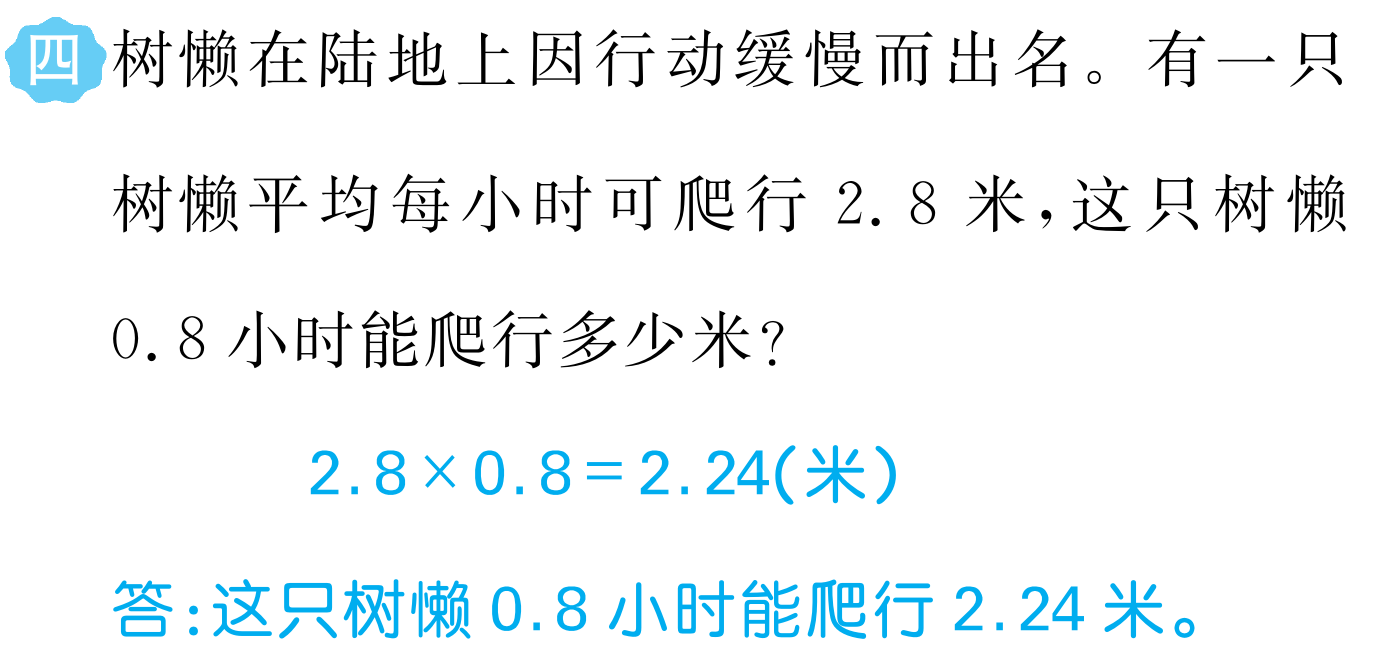 四 树懒在陆地上因行动缓慢而出名。有一只
树懒平均每小时可爬行 2.8 米,这只树懒
0.8 小时能爬行多少米?
2.8×0.8=2.24(米)
答:这只树懒 0.8 小时能爬行 2.24 米。